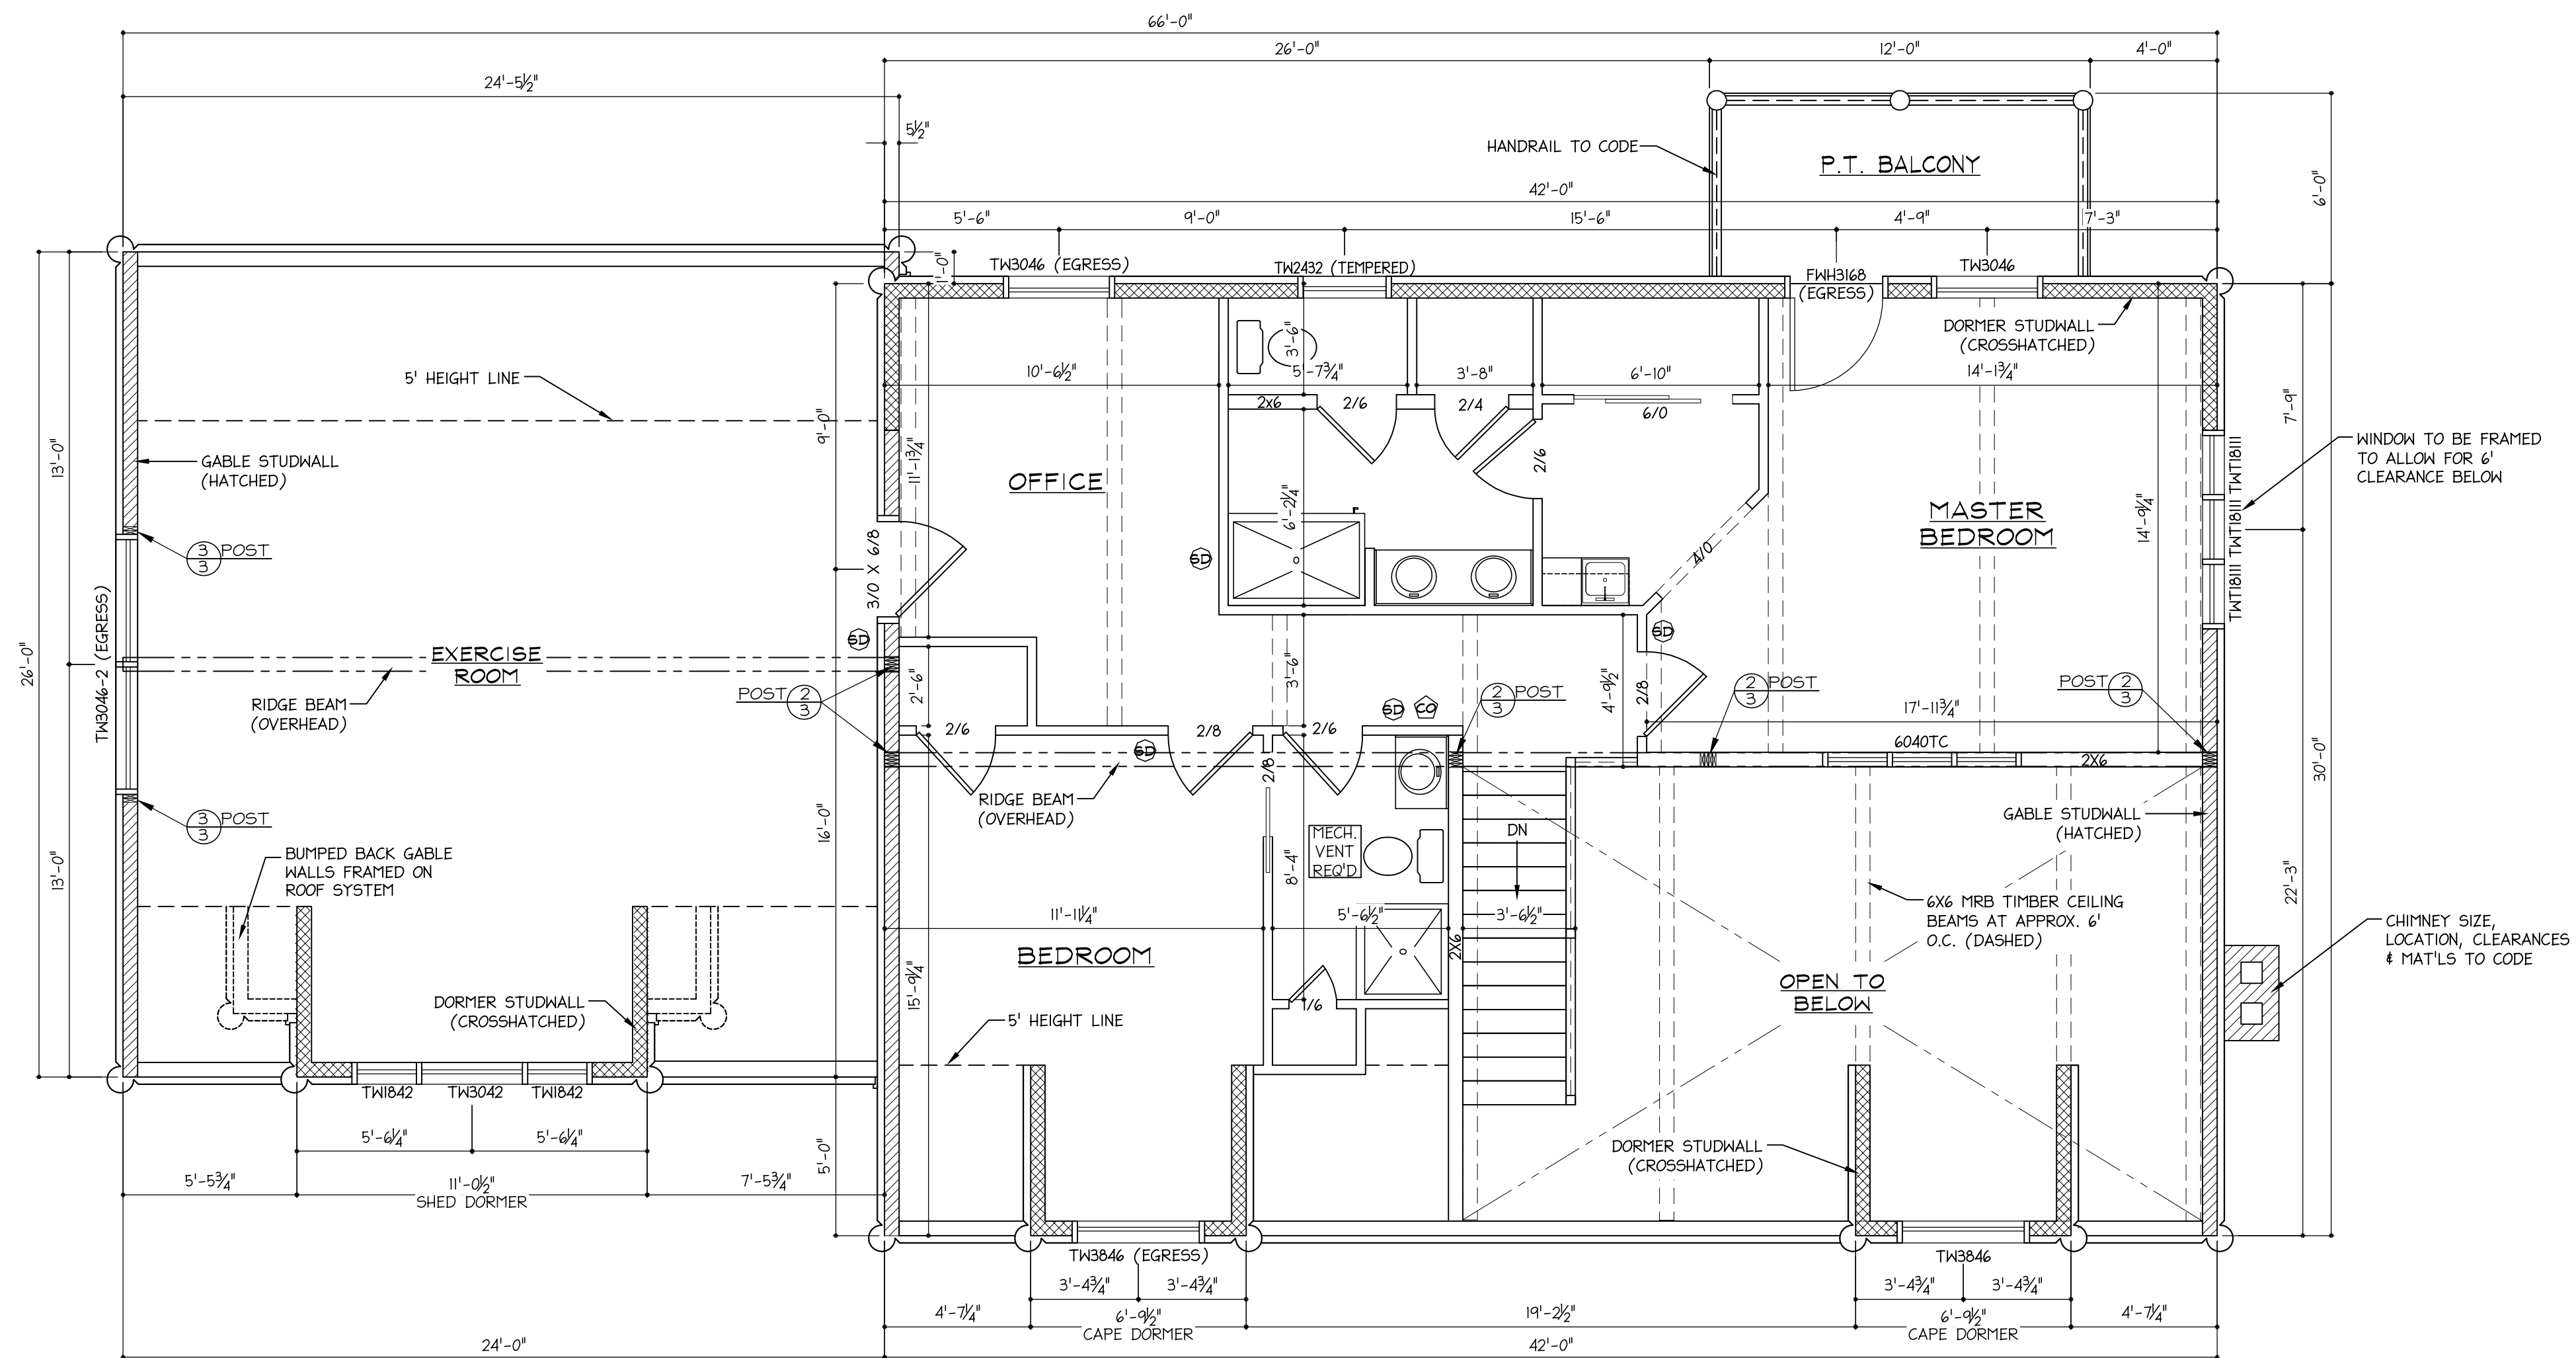 66'-0"
26'-0"
12'-0"
4'-0"
24'-5½"
5½"
HANDRAIL TO CODE
P.T. BALCONY
6'-0"
42'-0"
5'-6"
9'-0"
15'-6"
4'-9"
7'-3"
1'-0"
TW3046 (EGRESS)
TW2432 (TEMPERED)
FWH3168
(EGRESS)
TW3046
DORMER STUDWALL
(CROSSHATCHED)
3'-6"
5' HEIGHT LINE
10'-6½"
5'-7¾"
3'-8"
6'-10"
14'-1¾"
7'-9"
2x6
2/6
2/4
6/0
9'-0"
13'-0"
GABLE STUDWALL
(HATCHED)
11'-1¾"
OFFICE
2/6
TWT18111 TWT18111 TWT18111
WINDOW TO BE FRAMED
TO ALLOW FOR 6'
CLEARANCE BELOW
MASTER
BEDROOM
14'-9¼"
6'-2¼"
3
3
POST
3/0 X 6/8
SD
4/0
TW3046-2 (EGRESS)
26'-0"
SD
SD
EXERCISE
ROOM
RIDGE BEAM
(OVERHEAD)
POST
2
3
2'-6"
3'-6"
4'-9½"
2/8
2
3
POST
2
3
POST
POST
2
3
SD
CO
17'-11¾"
2/6
2/8
2/6
SD
6040TC
2X6
30'-0"
2/8
RIDGE BEAM
(OVERHEAD)
3
3
POST
16'-0"
MECH.
VENT
REQ'D
DN
GABLE STUDWALL
(HATCHED)
BUMPED BACK GABLE
WALLS FRAMED ON
ROOF SYSTEM
13'-0"
8'-4"
22'-3"
6X6 MRB TIMBER CEILING
BEAMS AT APPROX. 6'
O.C. (DASHED)
11'-11¼"
5'-6½"
3'-6½"
2X6
CHIMNEY SIZE,
LOCATION, CLEARANCES
& MAT'LS TO CODE
BEDROOM
OPEN TO
BELOW
15'-9¼"
DORMER STUDWALL
(CROSSHATCHED)
1/6
5' HEIGHT LINE
TW1842
TW3042
TW1842
5'-6¼"
5'-6¼"
5'-0"
DORMER STUDWALL
(CROSSHATCHED)
5'-5¾"
11'-0½"
7'-5¾"
SHED DORMER
TW3846 (EGRESS)
TW3846
3'-4¾"
3'-4¾"
3'-4¾"
3'-4¾"
4'-7¼"
6'-9½"
19'-2½"
6'-9½"
4'-7¼"
CAPE DORMER
CAPE DORMER
24'-0"
42'-0"